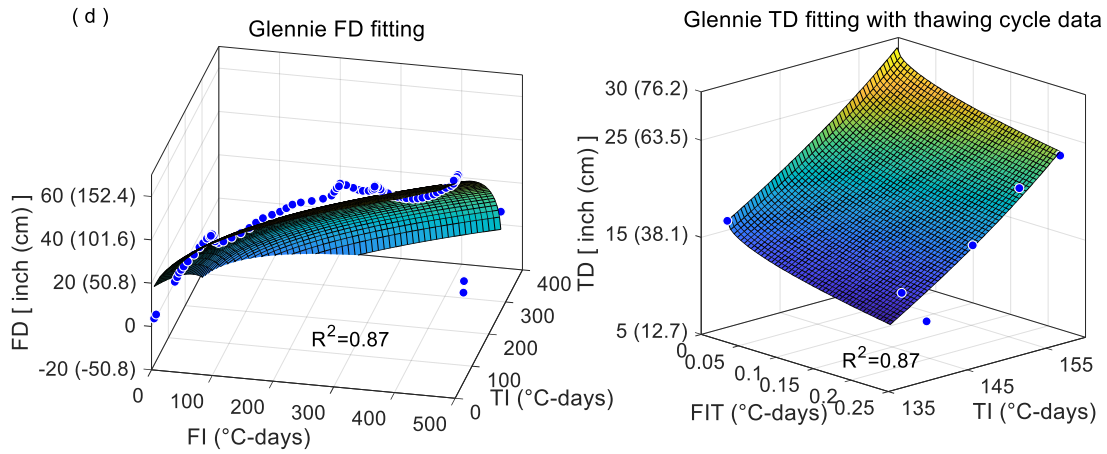 ( d )
Glennie FD fitting
FD [ inch (cm) ]
60 (152.4)
40 (101.6)
20 (50.8)
0
-20 (-50.8)
0
100
200
300
400
500
FI (°C-days)
0
100
200
300
400
TI (°C-days)
R²=0.87
Glennie TD fitting with thawing cycle data
TD [ inch (cm) ]
30 (76.2)
25 (63.5)
15 (38.1)
5 (12.7)
0
0.05
0.1
0.15
0.2
0.25
FIT (°C-days)
135
145
155
TI (°C-days)
R²=0.87